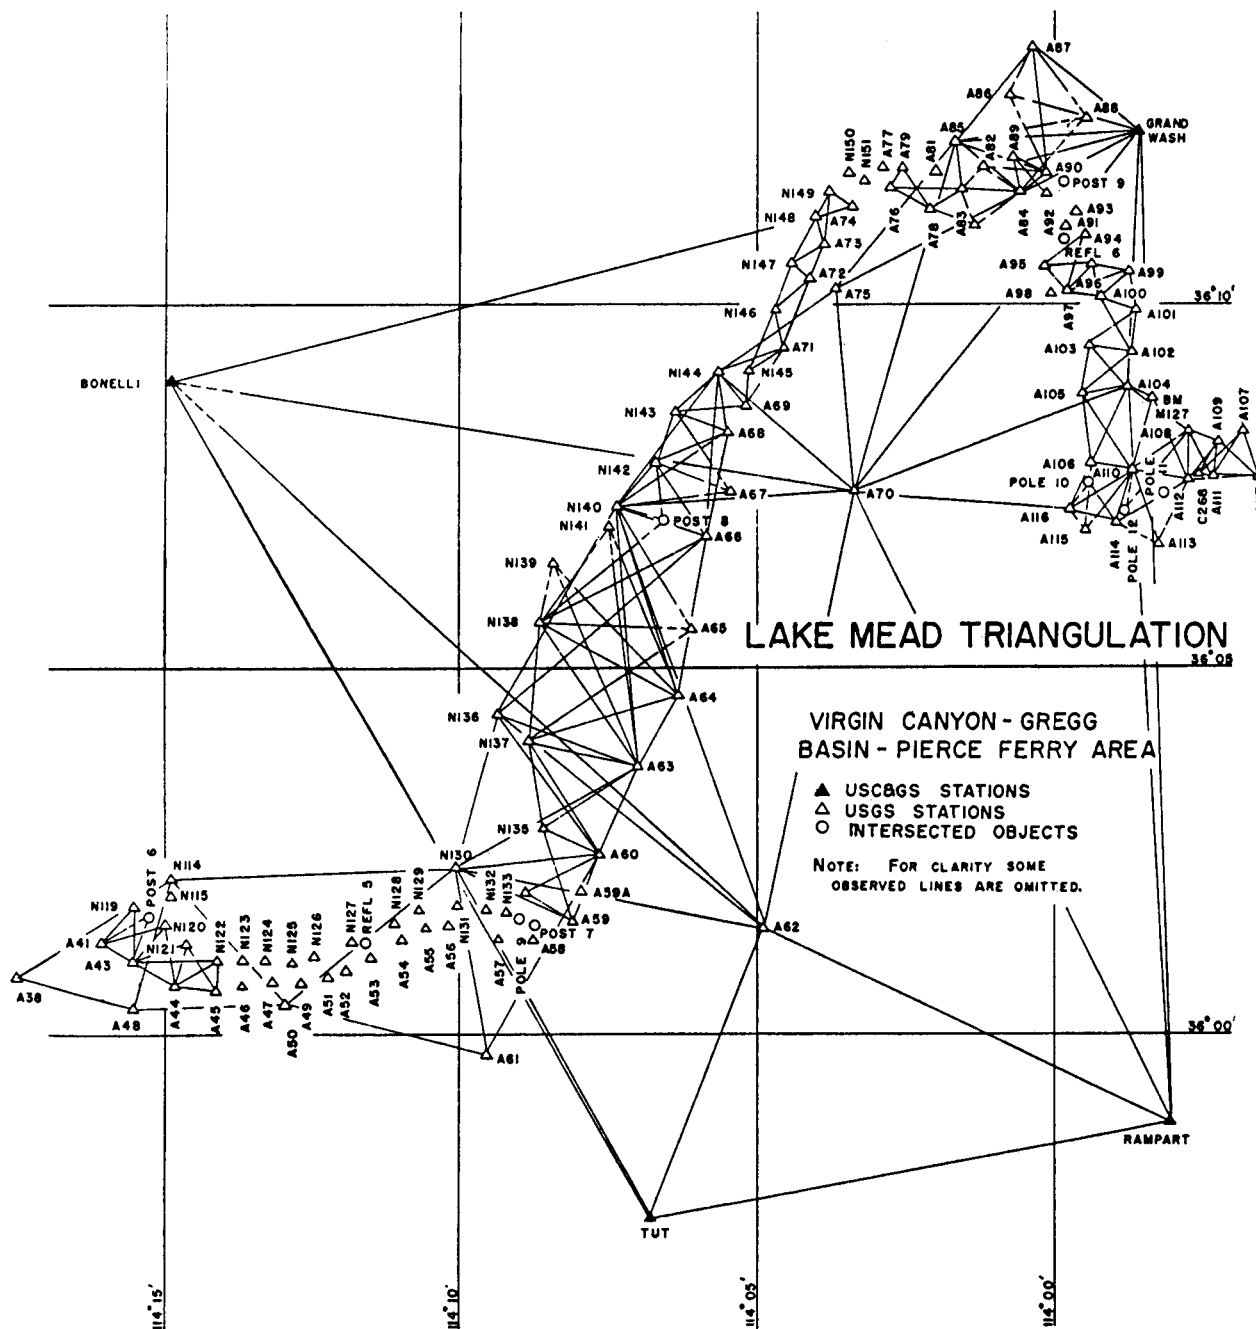 A87
A86
A88
GRAND
WASH
A85
A82
A89
N150
N151
A77
A79
A81
A90
POST 9
N149
N148
A74
A76
A78
A83
A84
A92
A93
A91
A94
REFL 6
A73
N147
A72
A75
A95
A96
A99
A98
A97
A100
36°10'
N146
A101
A71
A103
A102
BONELLI
N144
N145
A104
A105
BM
M127
A109
A107
N143
A69
A68
A108
N142
A106
A110
POLE 11
POLE 10
A67
A70
A112
C268
A111
N140
N141
POST 8
A66
A116
A115
A114
POLE 12
A113
N139
N138
A65
LAKE MEAD TRIANGULATION
36°05'
A64
N136
N137
A63
VIRGIN CANYON-GREGG
BASIN-PIERCE FERRY AREA
USC&GS STATIONS
USGS STATIONS
INTERSECTED OBJECTS
NOTE: FOR CLARITY SOME
OBSERVED LINES ARE OMITTED.
N135
A60
N130
N114
POST 6
N115
N119
N120
N121
A41
A43
N122
N123
N124
N125
N126
N127
REFL 5
N128
N129
N131
N132
N133
A59A
A59
POST 7
A58
POLE 9
A57
A56
A55
A54
A53
A52
A51
A49
A50
A47
A46
A45
A44
A48
A38
A62
36°00'
A61
RAMPART
TUT
114°15'
114°10'
114°05'
114°00'